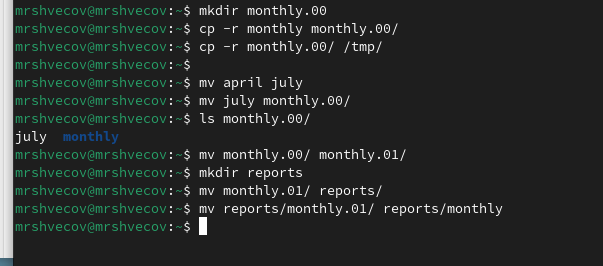 mrshvecov@mrshvecov:~$ mkdir monthly.00
mrshvecov@mrshvecov:~$ cp -r monthly monthly.00/
mrshvecov@mrshvecov:~$ cp -r monthly.00/ /tmp/
mrshvecov@mrshvecov:~$
mrshvecov@mrshvecov:~$ mv april july
mrshvecov@mrshvecov:~$ mv july monthly.00/
mrshvecov@mrshvecov:~$ ls monthly.00/
july  monthly
mrshvecov@mrshvecov:~$ mv monthly.00/ monthly.01/
mrshvecov@mrshvecov:~$ mkdir reports
mrshvecov@mrshvecov:~$ mv monthly.01/ reports/
mrshvecov@mrshvecov:~$ mv reports/monthly.01/ reports/monthly
mrshvecov@mrshvecov:~$